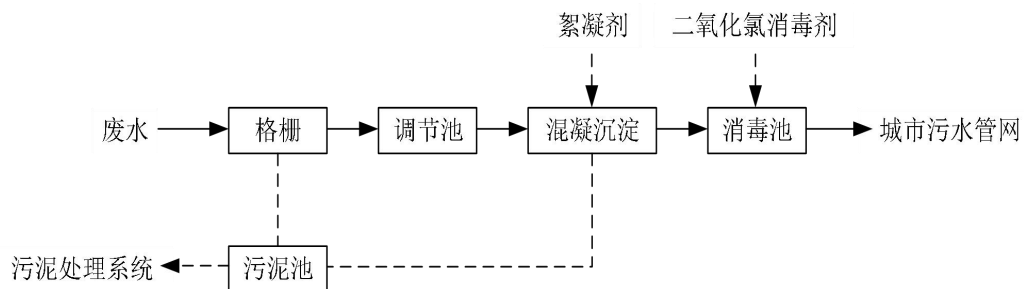 絮凝剂
二氧化氯消毒剂
废水
格栅
调节池
混凝沉淀
消毒池
城市污水管网
污泥处理系统
污泥池